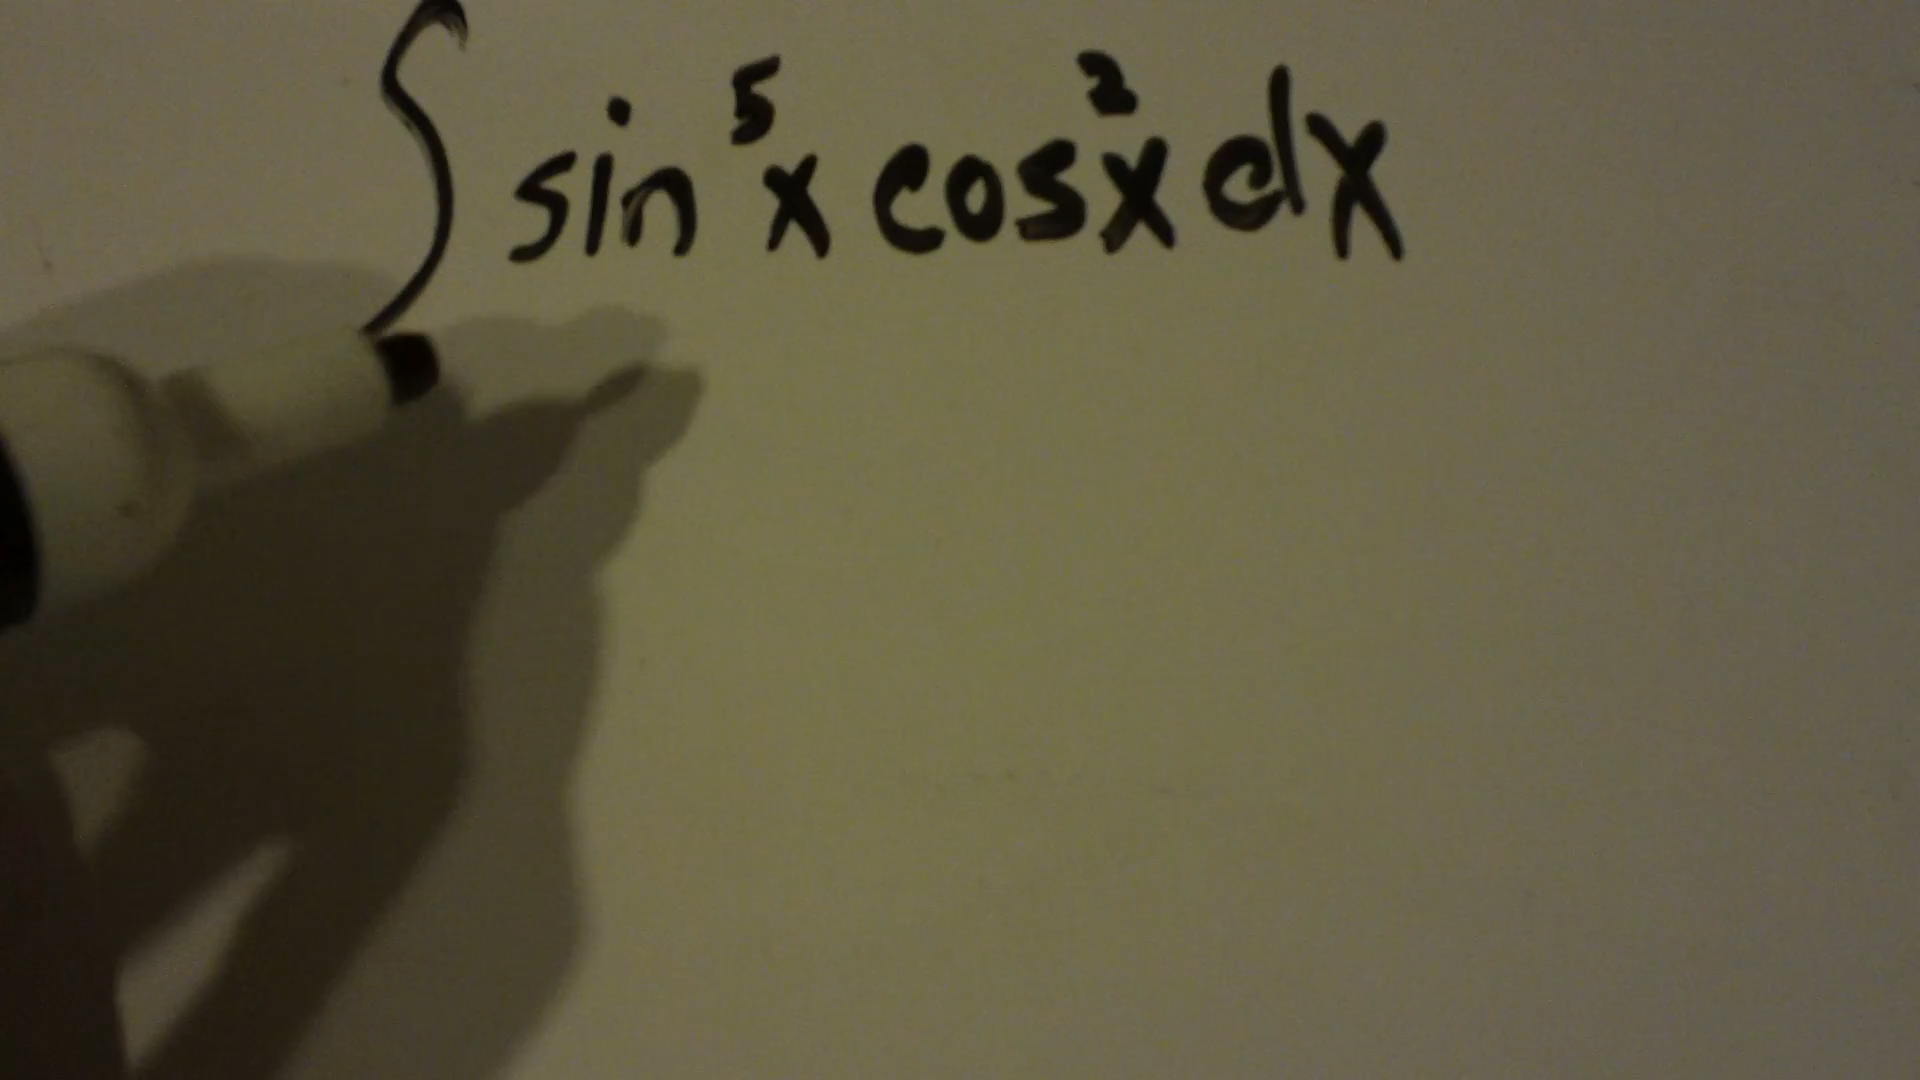 ∫ sin⁵x cos²x dx